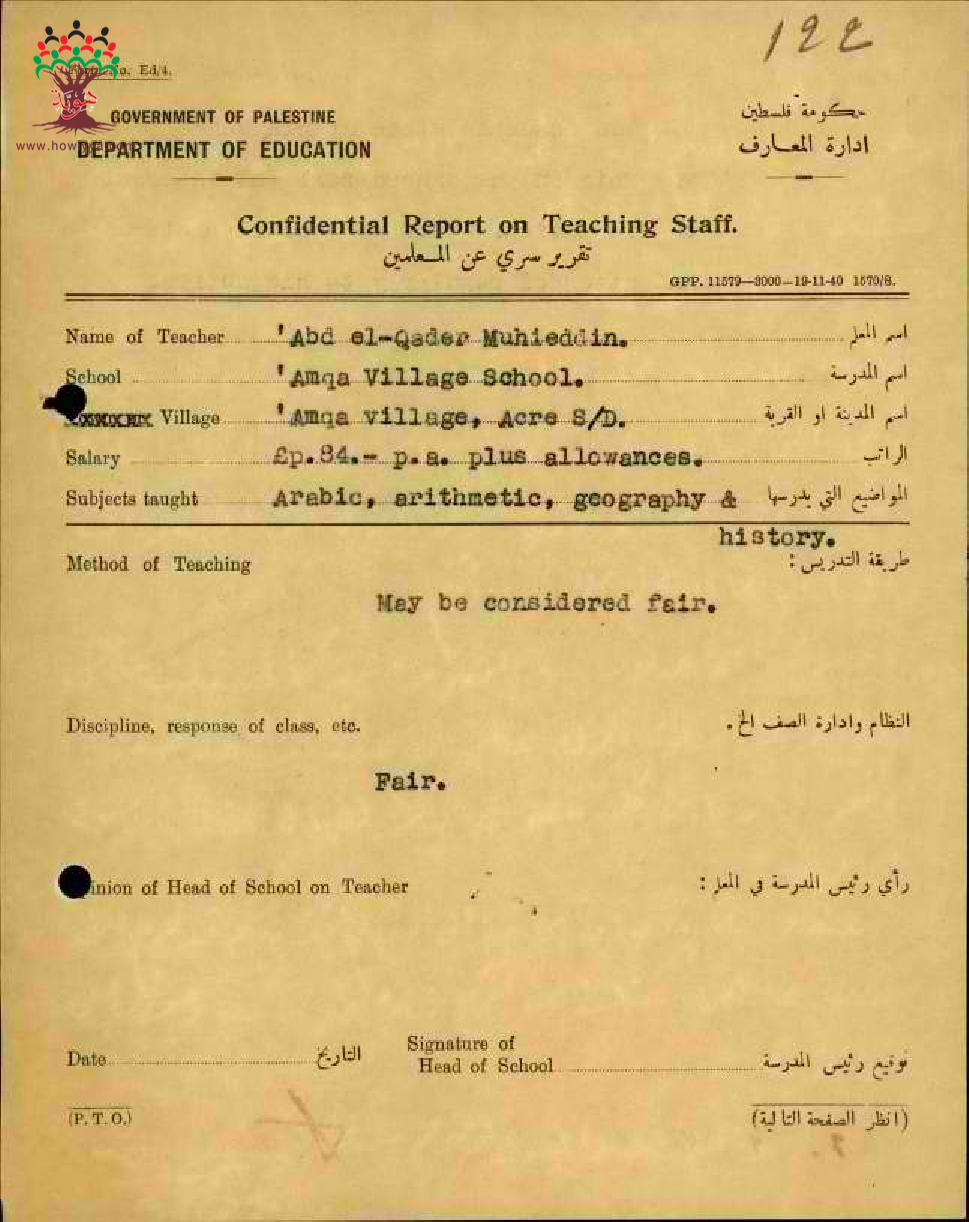 122
Ed/4.
GOVERNMENT OF PALESTINE
حكومة فلسطين
DEPARTMENT OF EDUCATION
ادارة المعارف
Confidential Report on Teaching Staff.
تقرير سري عن المعلمين
GPP. 11579—3000—19-11-40 1570/8.
Name of Teacher 'Abd el-Qader Muhieddin. اسم المعلم
School 'Amqa Village School. اسم المدرسة
Village 'Amqa village, Acre S/D. اسم المدينة او القرية
Salary £p.84.- p.a. plus allowances. الراتب
Subjects taught Arabic, arithmetic, geography & المواضيع التي يدرسها
history.
Method of Teaching طريقة التدريس :
May be considered fair.
Discipline, response of class, etc. النظام وادارة الصف الخ .
Fair.
inion of Head of School on Teacher رأي رئيس المدرسة في المعلم :
Signature of
Date التاريخ Head of School توقيع رئيس المدرسة
(P. T. O.) (انظر الصفحة التالية)